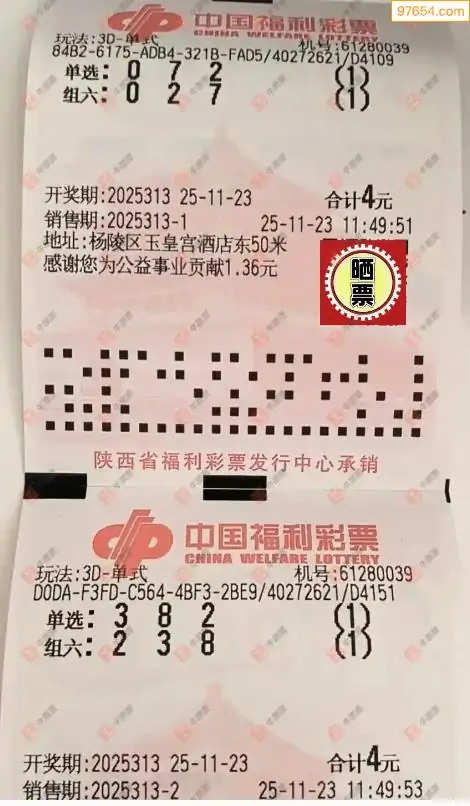 97654.com
中国福利彩票
CHINA WELFARE LOTTERY
玩法:3D-单式 机号:61280039
84B2-6175-ADB4-321B-FAD5/40272621/D4109
单选:0 7 2 (1)
组六:0 2 7 (1)
开奖期:2025313 25-11-23 合计4元
销售期:2025313-1 25-11-23 11:49:51
地址:杨陵区玉皇宫酒店东50米
感谢您为公益事业贡献1.36元
晒票
陕西省福利彩票发行中心承销
中国福利彩票
CHINA WELFARE LOTTERY
玩法:3D-单式 机号:61280039
D0DA-F3FD-C564-4BF3-2BE9/40272621/D4151
单选:3 8 2 (1)
组六:2 3 8 (1)
开奖期:2025313 25-11-23 合计4元
销售期:2025313-2 25-11-23 11:49:53